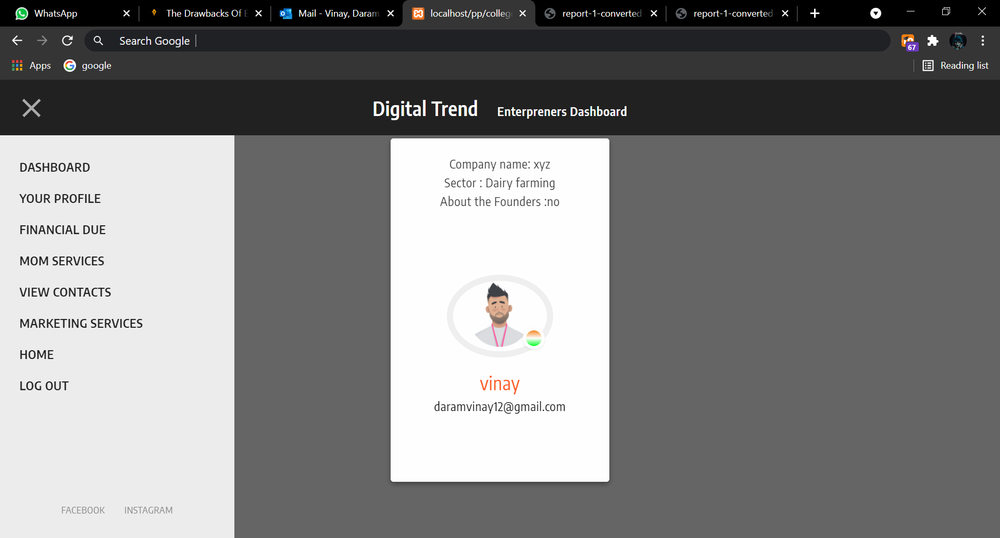 WhatsApp
The Drawbacks Of E
Mail - Vinay, Daram
localhost/pp/colleg
report-1-converted
report-1-converted
Search Google
67
Apps
google
Reading list
Digital Trend Enterpreners Dashboard
DASHBOARD
YOUR PROFILE
FINANCIAL DUE
MOM SERVICES
VIEW CONTACTS
MARKETING SERVICES
HOME
LOG OUT
FACEBOOK INSTAGRAM
Company name: xyz
Sector : Dairy farming
About the Founders :no
vinay
daramvinay12@gmail.com